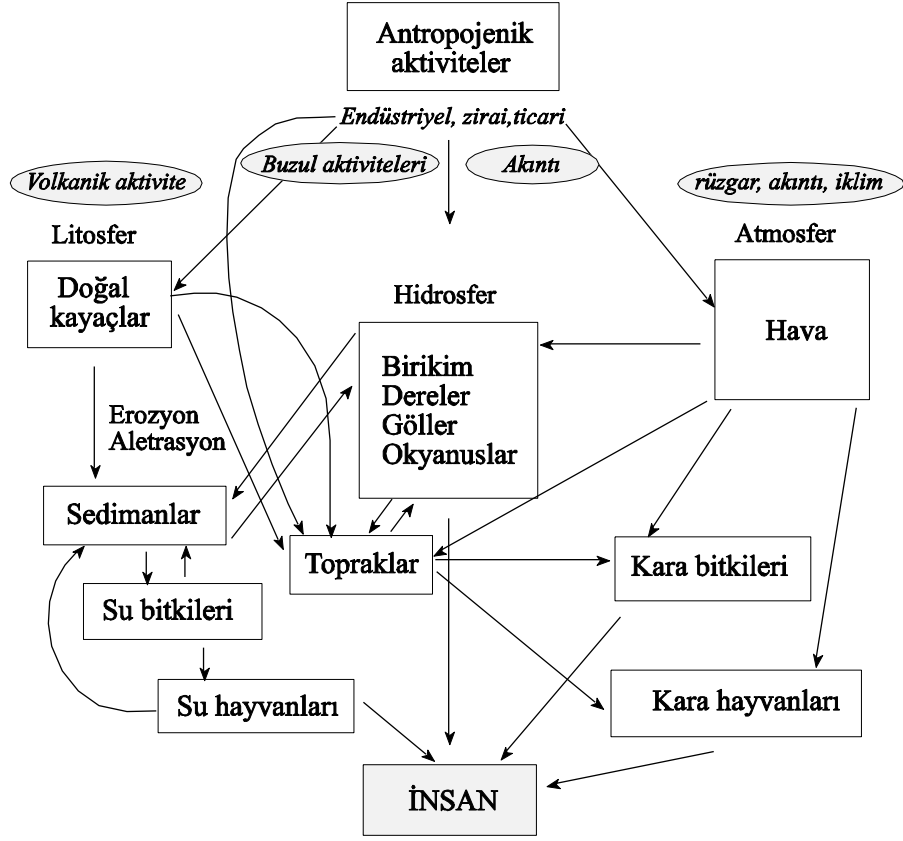 Antropojenik
aktiviteler
Endüstriyel, zirai,ticari
Volkanik aktivite
Buzul aktiviteleri
Akıntı
rüzgar, akıntı, iklim
Litosfer
Atmosfer
Doğal
kayaçlar
Hidrosfer
Hava
Birikim
Dereler
Göller
Okyanuslar
Erozyon
Aletrasyon
Sedimanlar
Topraklar
Kara bitkileri
Su bitkileri
Su hayvanları
Kara hayvanları
İNSAN